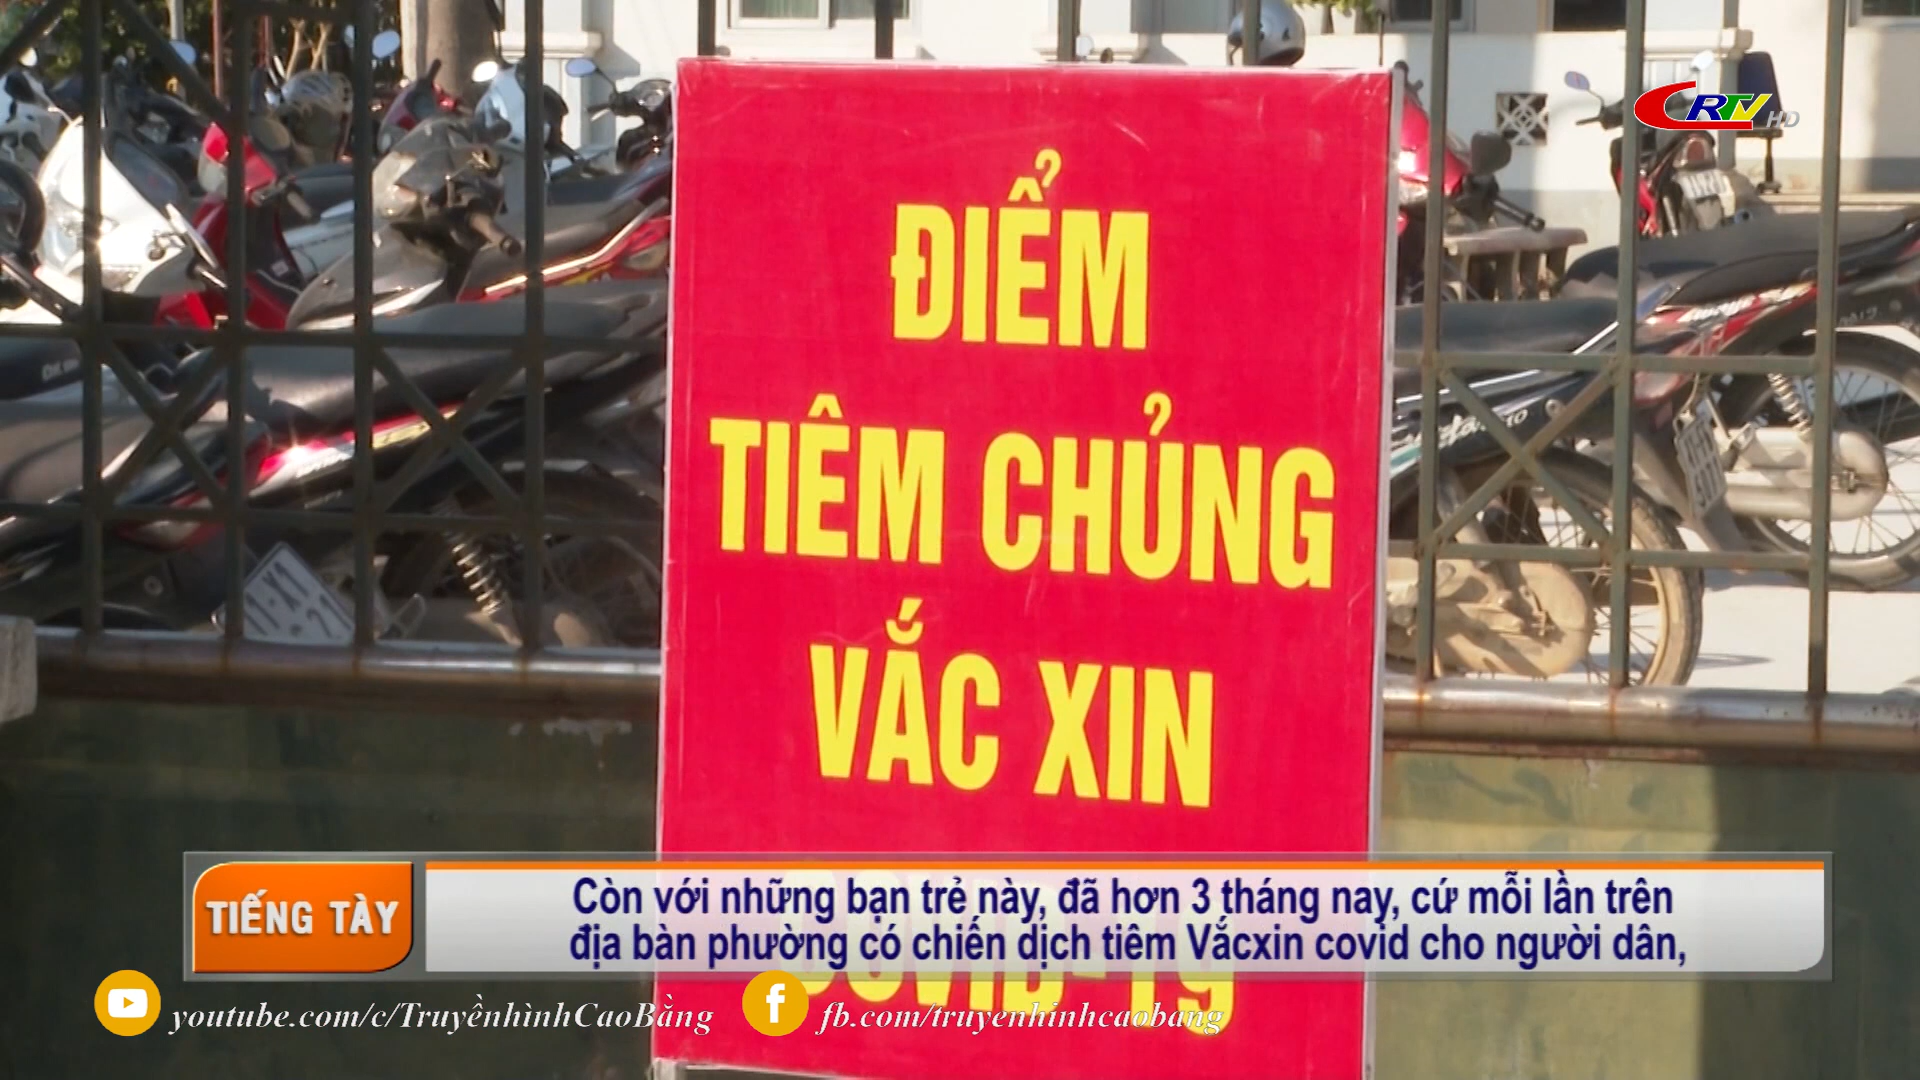 CRTV HD
ĐIỂM
TIÊM CHỦNG
VẮC XIN
COVID-19
TIẾNG TÀY
Còn với những bạn trẻ này, đã hơn 3 tháng nay, cứ mỗi lần trên
địa bàn phường có chiến dịch tiêm Vắcxin covid cho người dân,
youtube.com/c/TruyềnhìnhCaoBằng
fb.com/truyenhinhcaobang